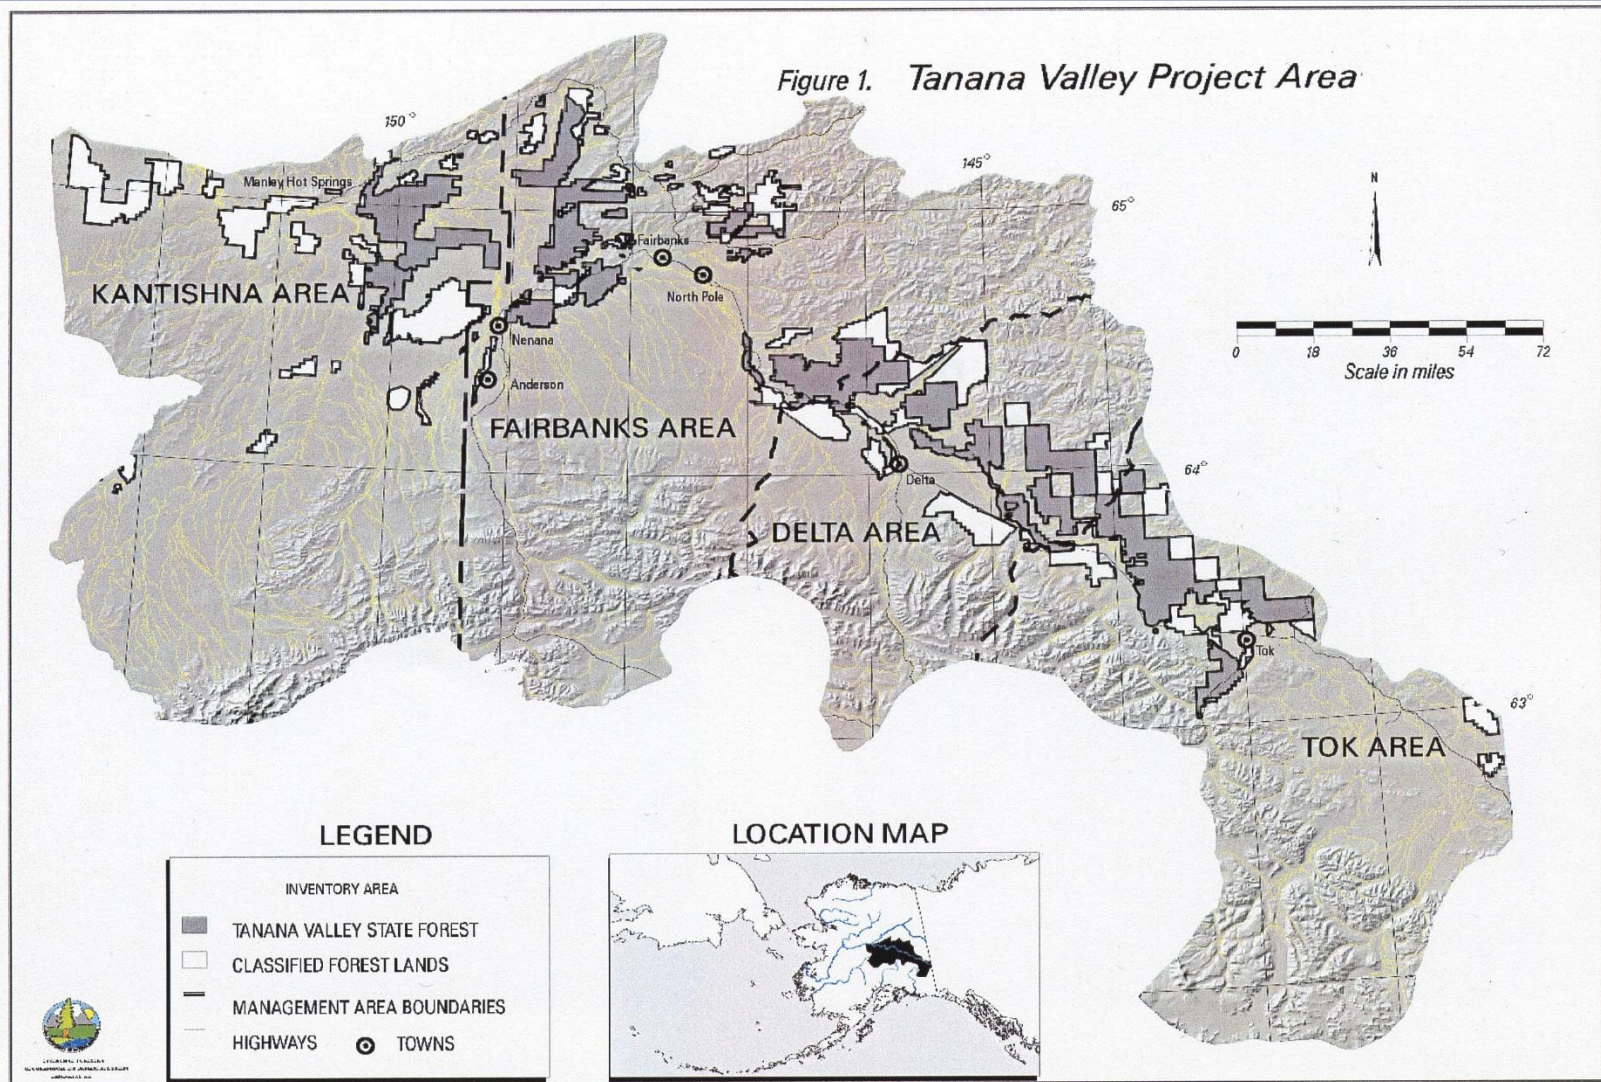 Figure 1. Tanana Valley Project Area
150°
145°
65°
N
Manley Hot Springs
Fairbanks
North Pole
KANTISHNA AREA
Nenana
Anderson
0 18 36 54 72
Scale in miles
FAIRBANKS AREA
64°
Delta
DELTA AREA
Tok
63°
TOK AREA
LEGEND
INVENTORY AREA
TANANA VALLEY STATE FOREST
CLASSIFIED FOREST LANDS
MANAGEMENT AREA BOUNDARIES
HIGHWAYS
TOWNS
LOCATION MAP